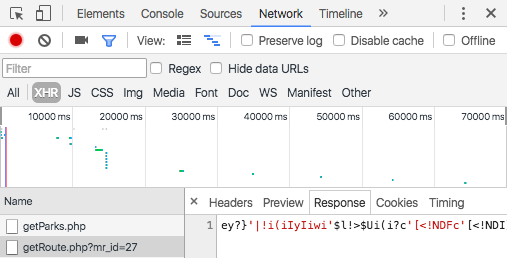 Elements Console Sources Network Timeline »
View: Preserve log Disable cache Offline
Filter Regex Hide data URLs
All XHR JS CSS Img Media Font Doc WS Manifest Other
10000 ms 20000 ms 30000 ms 40000 ms 50000 ms 60000 ms 70000 ms
Name Headers Preview Response Cookies Timing
getParks.php 1 ey?}'|!i(iIyIiwi'$l!>$Ui(i?c'[<!NDFc'[<!NDI
getRoute.php?mr_id=27